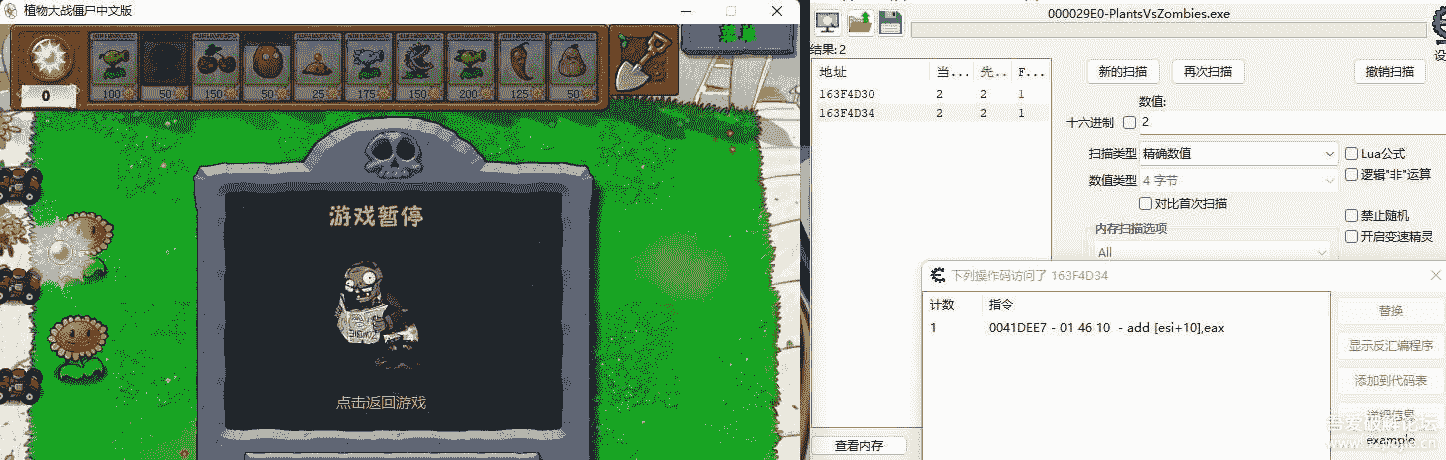 植物大战僵尸中文版
0
100 50 150 50 25 175 150 200 125 50
菜单
游戏暂停
点击返回游戏
000029E0-PlantsVsZombies.exe
结果: 2
地址 当... 先.. F...
163F4D30 2 2 1
163F4D34 2 2 1
新的扫描 再次扫描 撤销扫描
数值:
十六进制 2
扫描类型 精确数值 Lua公式
数值类型 4 字节 逻辑"非"运算
对比首次扫描
内存扫描选项 禁止随机
All 开启变速精灵
下列操作码访问了 163F4D34
计数 指令
1 0041DEE7 - 01 46 10 - add [esi+10],eax
替换
显示反汇编程序
添加到代码表
详细信息
查看内存
吾爱破解论坛
example